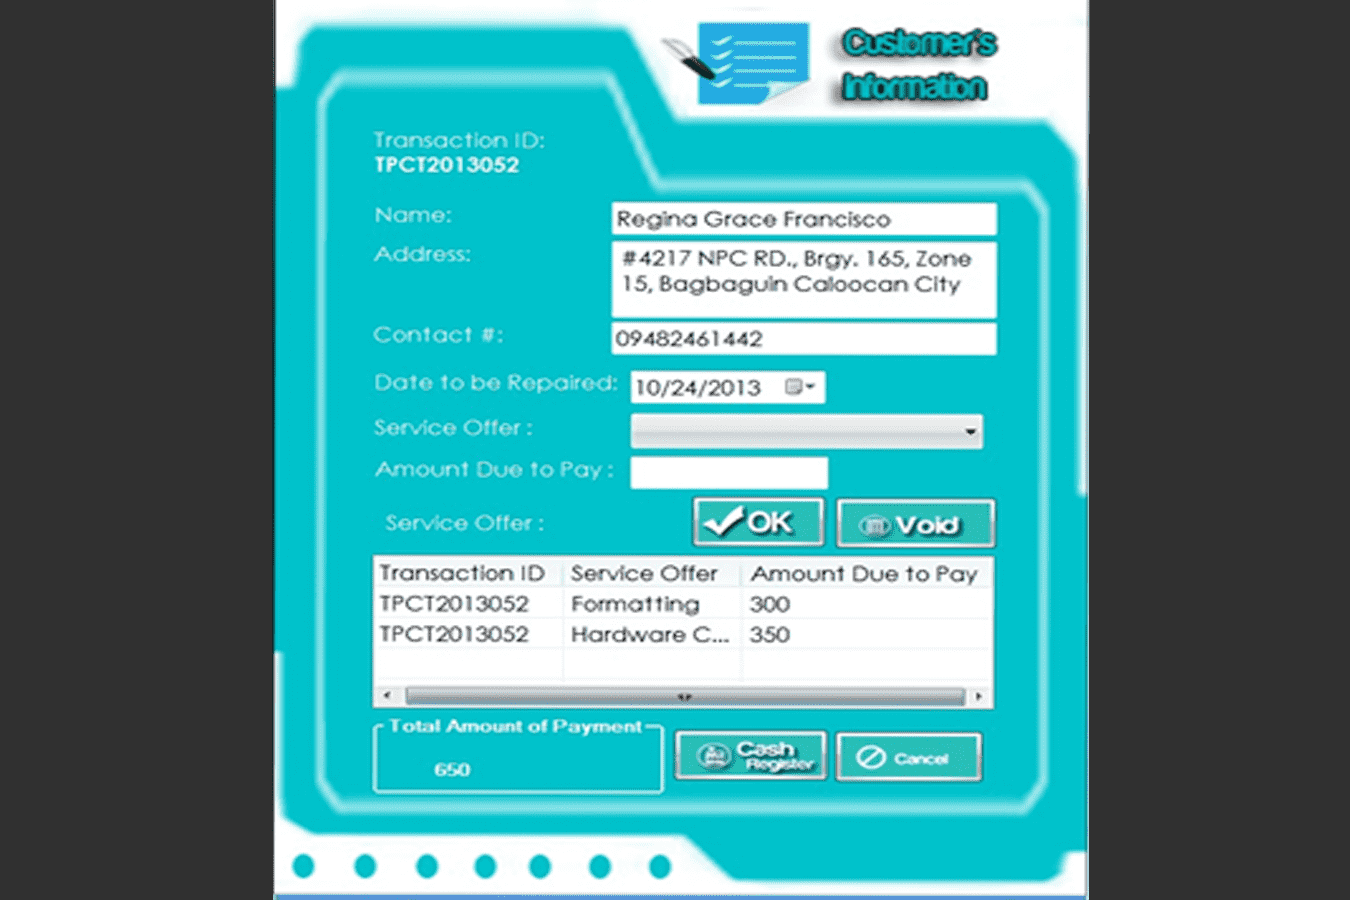 Customer's
Information
Transaction ID:
TPCT2013052
Name:
Regina Grace Francisco
Address:
#4217 NPC RD., Brgy. 165, Zone
15, Bagbaguin Caloocan City
Contact #:
09482461442
Date to be Repaired:
10/24/2013
Service Offer :
Amount Due to Pay :
Service Offer :
OK
Void
Transaction ID Service Offer Amount Due to Pay
TPCT2013052 Formatting 300
TPCT2013052 Hardware C... 350
Total Amount of Payment
650
Cash
Register
Cancel